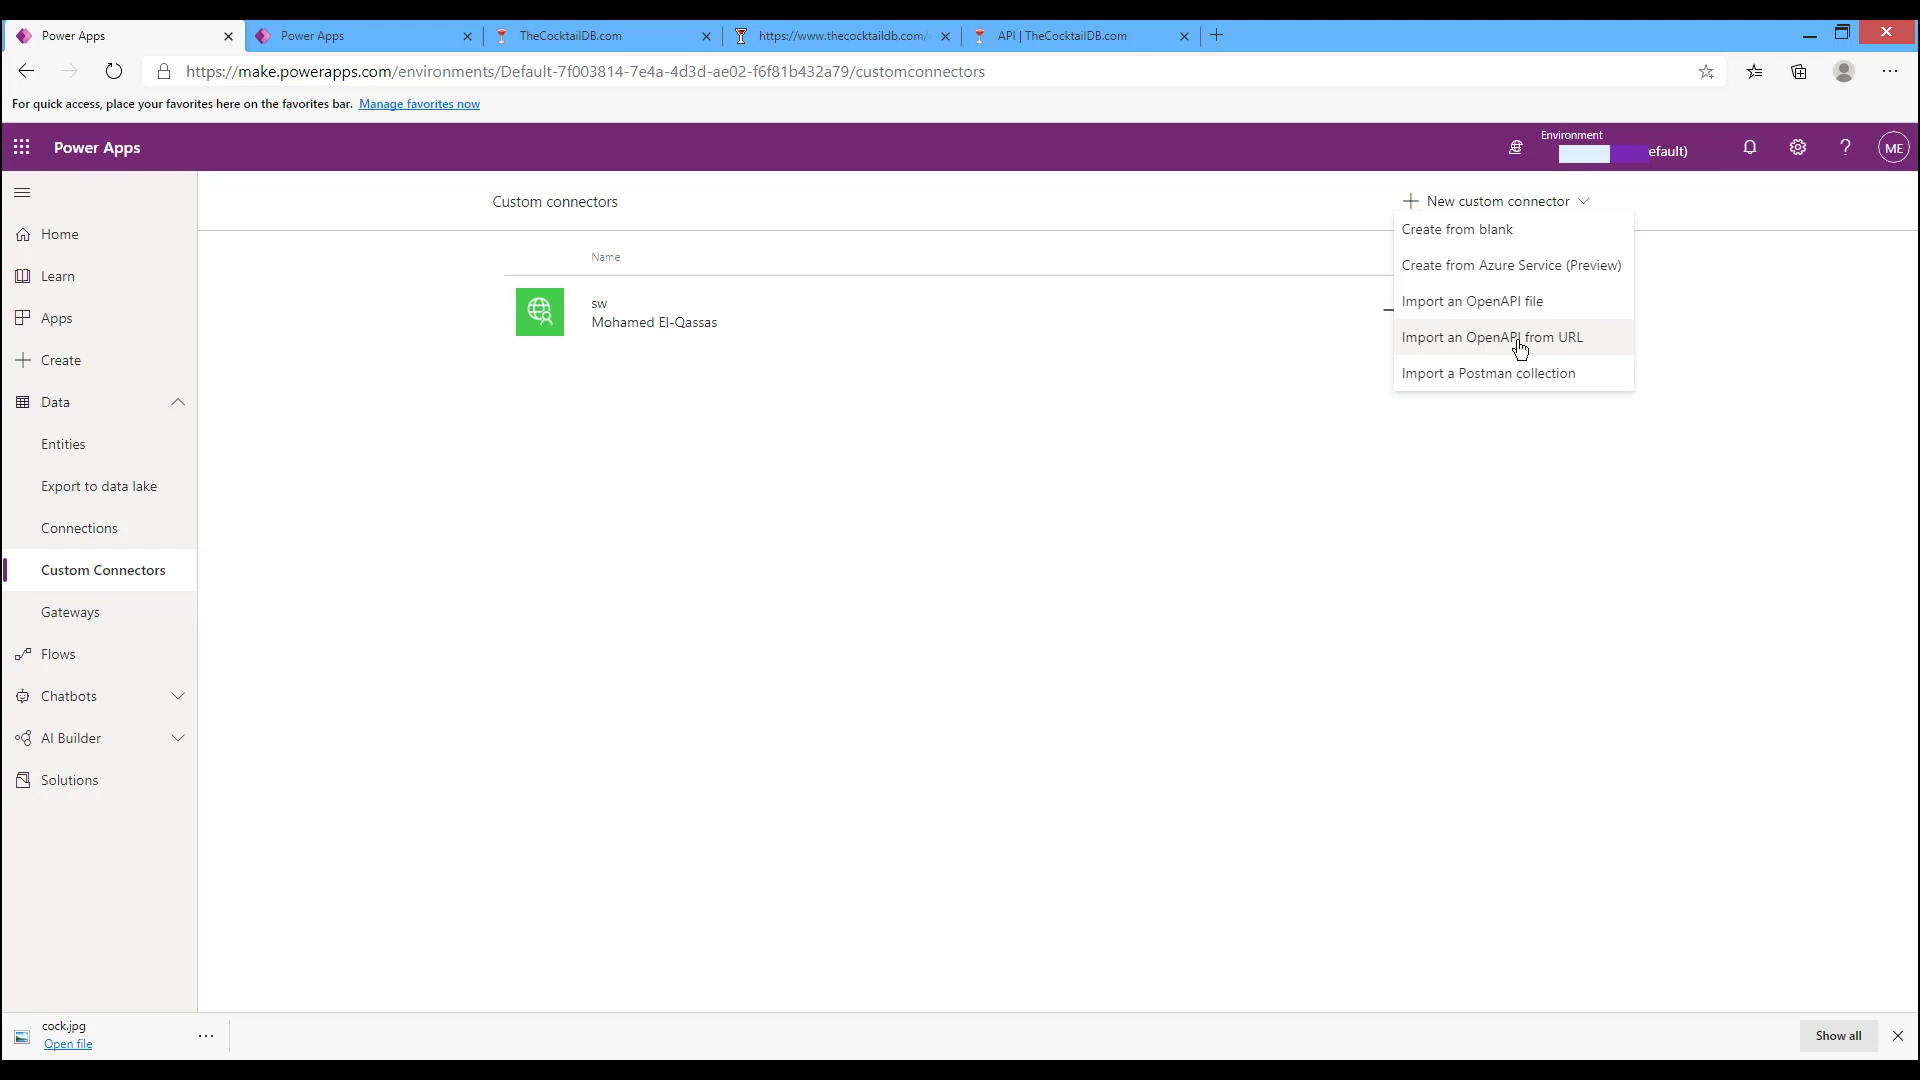 Power Apps
Power Apps
TheCocktailDB.com
https://www.thecocktaildb.com/
API | TheCocktailDB.com
https://make.powerapps.com/environments/Default-7f003814-7e4a-4d3d-ae02-f6f81b432a79/customconnectors
For quick access, place your favorites here on the favorites bar. Manage favorites now
Power Apps
Environment
efault)
ME
Custom connectors
New custom connector
Home
Learn
Apps
Create
Data
Entities
Export to data lake
Connections
Custom Connectors
Gateways
Flows
Chatbots
AI Builder
Solutions
Name
sw
Mohamed El-Qassas
Create from blank
Create from Azure Service (Preview)
Import an OpenAPI file
Import an OpenAPI from URL
Import a Postman collection
cock.jpg
Open file
Show all